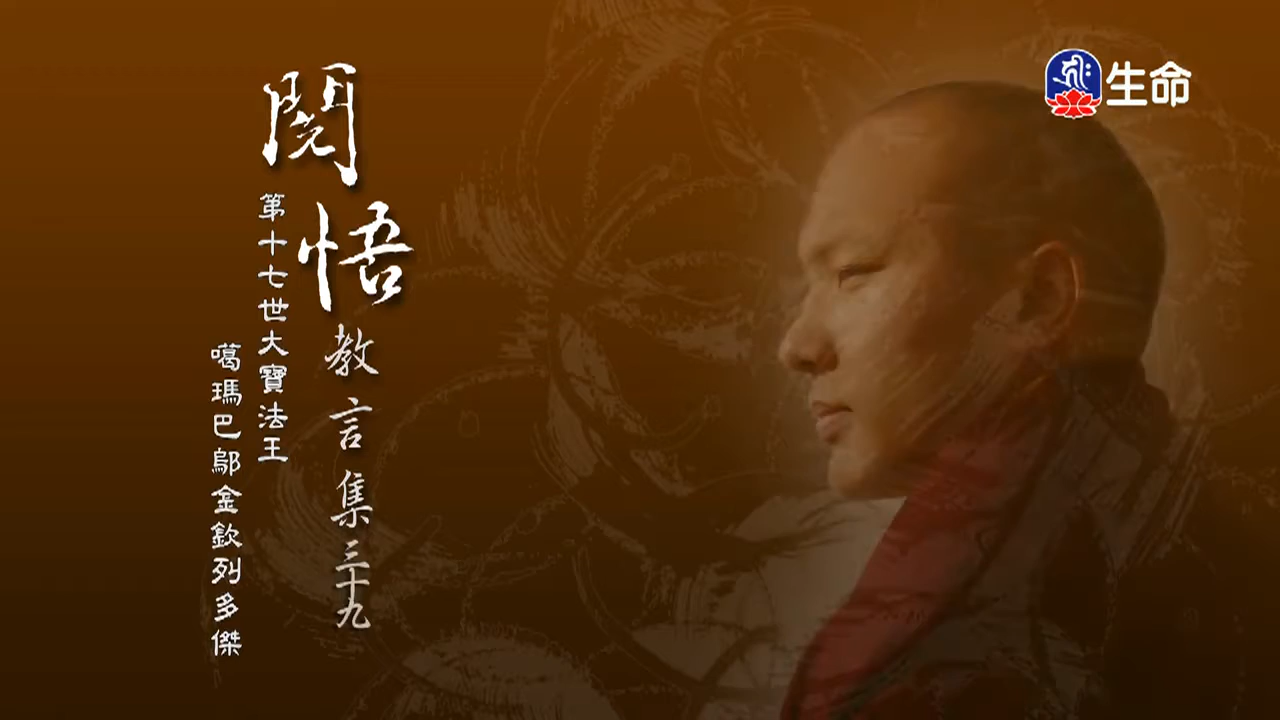 閱悟教言集三十九
第十七世大寶法王
噶瑪巴鄔金欽列多傑
生命